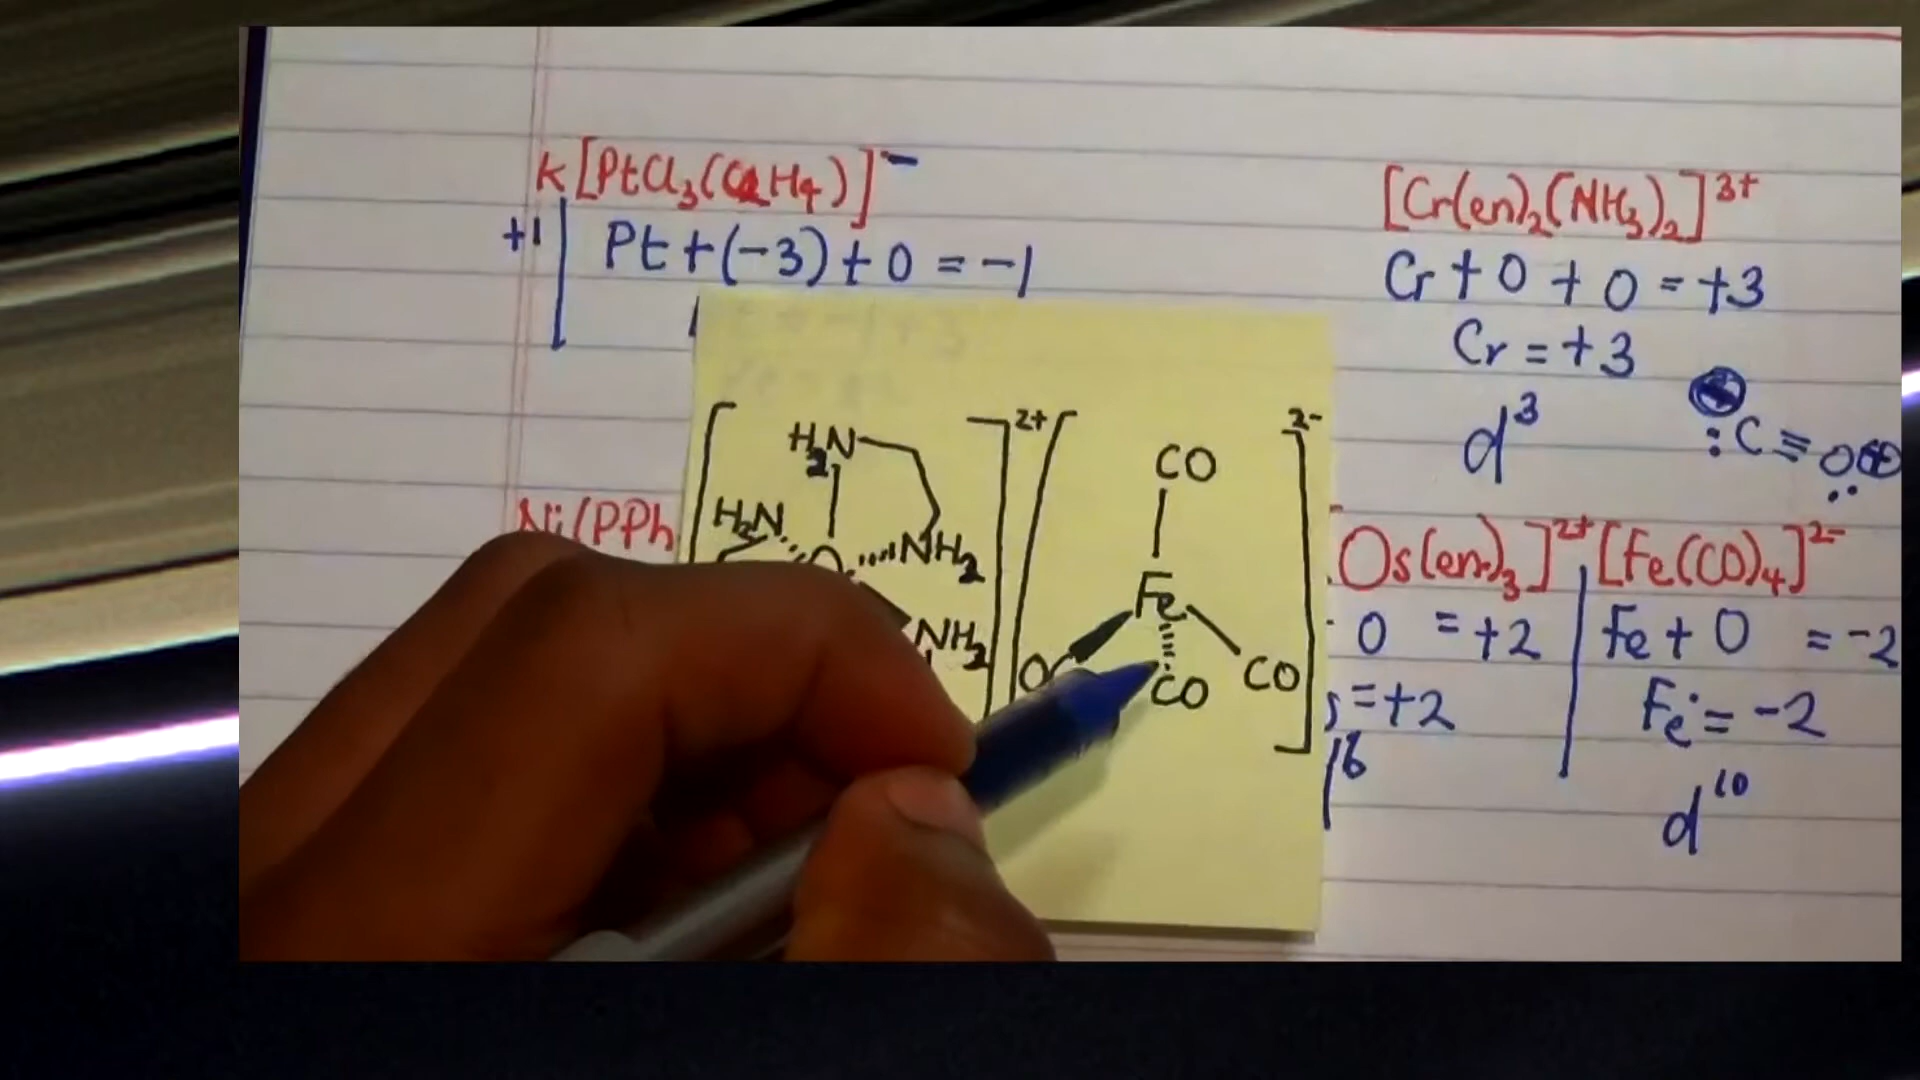 K[PtCl3(C2H4)]-
+1 | Pt + (-3) + 0 = -1
[Cr(en)2(NH3)2]3+
Cr + 0 + 0 = +3
Cr = +3
d3
:C≡O
Ni(PPh
Os(en)3]2+
0 = +2
s = +2
[Fe(CO)4]2-
Fe + 0 = -2
Fe = -2
d10
2+
H2N
H2N
NH2
NH2
2-
CO
Fe
OC
CO
CO